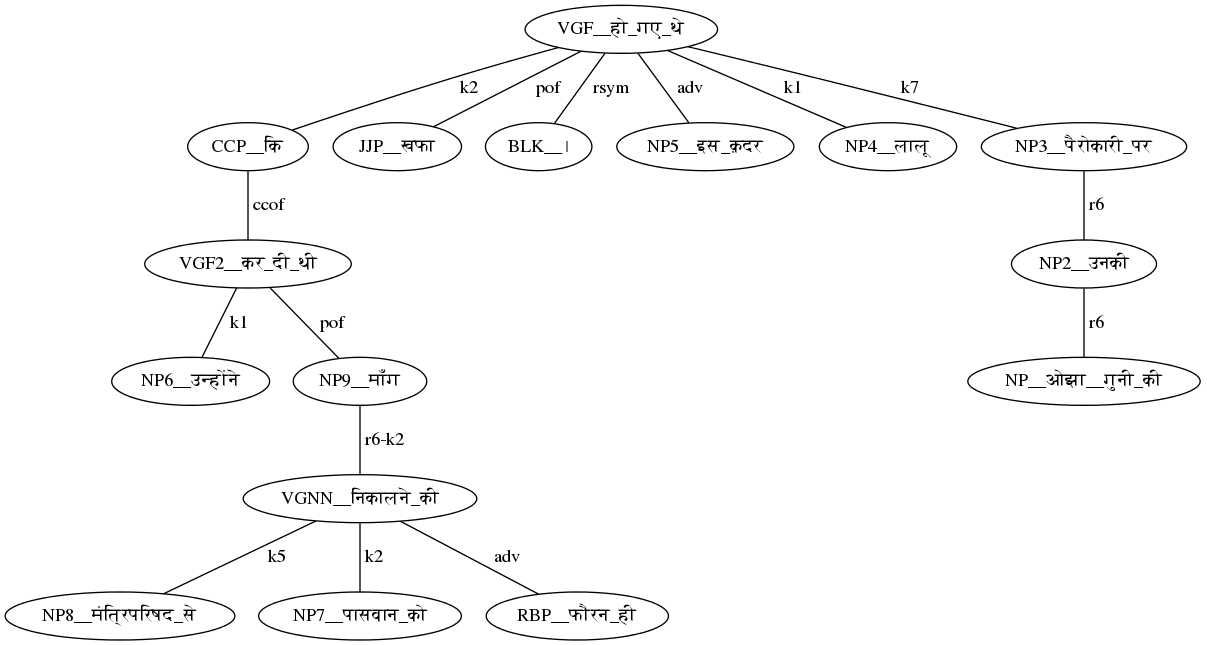 VGF__हो_गए_थे
k2 pof rsym adv k1 k7
CCP__कि JJP__खफा BLK__। NP5__इस_क़दर NP4__लालू NP3__पैरोकारी_पर
ccof r6
VGF2__कर_दी_थी NP2__उनकी
k1 pof r6
NP6__उन्होंने NP9__माँग NP__ओझा__गुनी_की
r6-k2
VGNN__निकालने_की
k5 k2 adv
NP8__मंत्रिपरिषद_से NP7__पासवान_को RBP__फौरन_ही